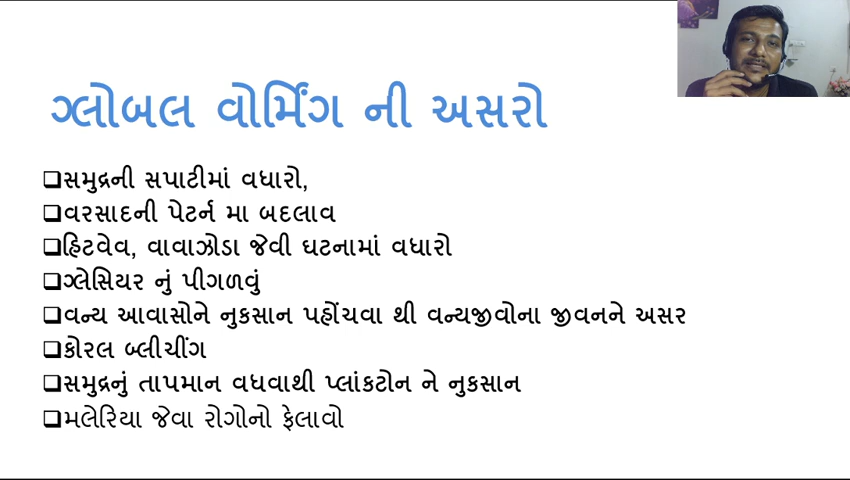 ગ્લોબલ વોર્મિંગ ની અસરો
❑સમુદ્રની સપાટીમાં વધારો,
❑વરસાદની પેટર્ન મા બદલાવ
❑હિટવેવ, વાવાઝોડા જેવી ઘટનામાં વધારો
❑ગ્લેસિયર નું પીગળવું
❑વન્ય આવાસોને નુકસાન પહોંચવા થી વન્યજીવોના જીવનને અસર
❑કોરલ બ્લીચીંગ
❑સમુદ્રનું તાપમાન વધવાથી પ્લાંકટોન ને નુકસાન
❑મલેરિયા જેવા રોગોનો ફેલાવો